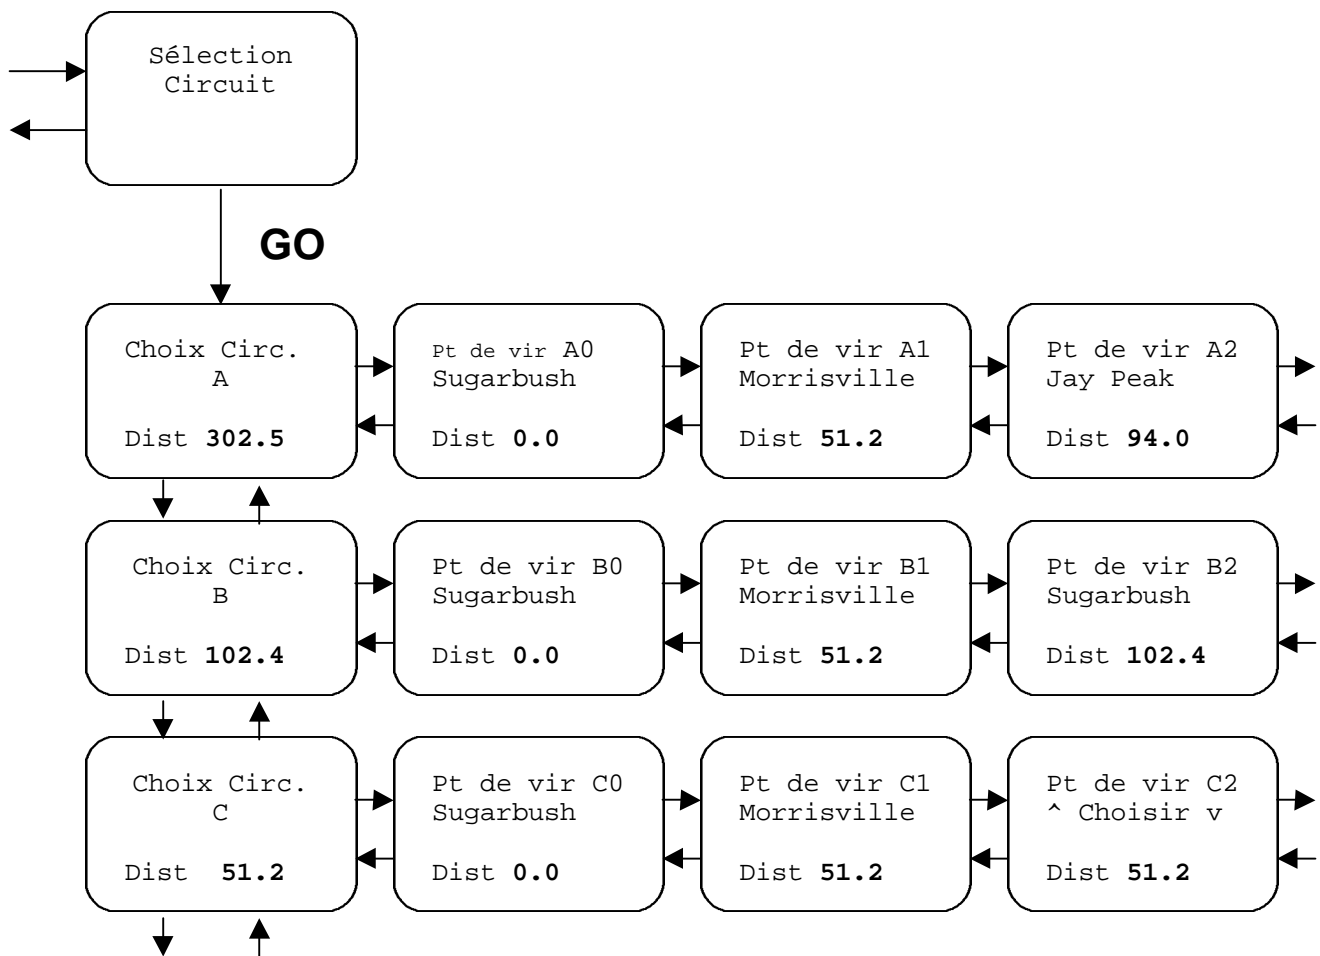 Sélection
Circuit
GO
Choix Circ.
A
Dist 302.5
Pt de vir A0
Sugarbush
Dist 0.0
Pt de vir A1
Morrisville
Dist 51.2
Pt de vir A2
Jay Peak
Dist 94.0
Choix Circ.
B
Dist 102.4
Pt de vir B0
Sugarbush
Dist 0.0
Pt de vir B1
Morrisville
Dist 51.2
Pt de vir B2
Sugarbush
Dist 102.4
Choix Circ.
C
Dist 51.2
Pt de vir C0
Sugarbush
Dist 0.0
Pt de vir C1
Morrisville
Dist 51.2
Pt de vir C2
^ Choisir v
Dist 51.2